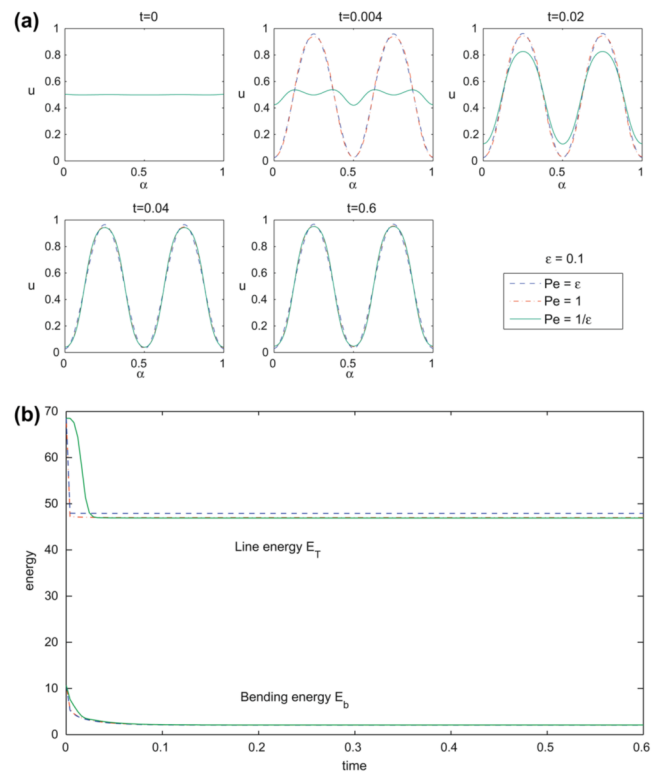 (a)
t=0
t=0.004
t=0.02
1
0.8
0.6
0.4
0.2
0
u
0
0.5
1
α
1
0.8
0.6
0.4
0.2
0
u
0
0.5
1
α
1
0.8
0.6
0.4
0.2
0
u
0
0.5
1
α
t=0.04
t=0.6
1
0.8
0.6
0.4
0.2
0
u
0
0.5
1
α
1
0.8
0.6
0.4
0.2
0
u
0
0.5
1
α
ε = 0.1
Pe = ε
Pe = 1
Pe = 1/ε
(b)
70
60
50
40
30
20
10
0
energy
Line energy E_T
Bending energy E_b
0
0.1
0.2
0.3
0.4
0.5
0.6
time